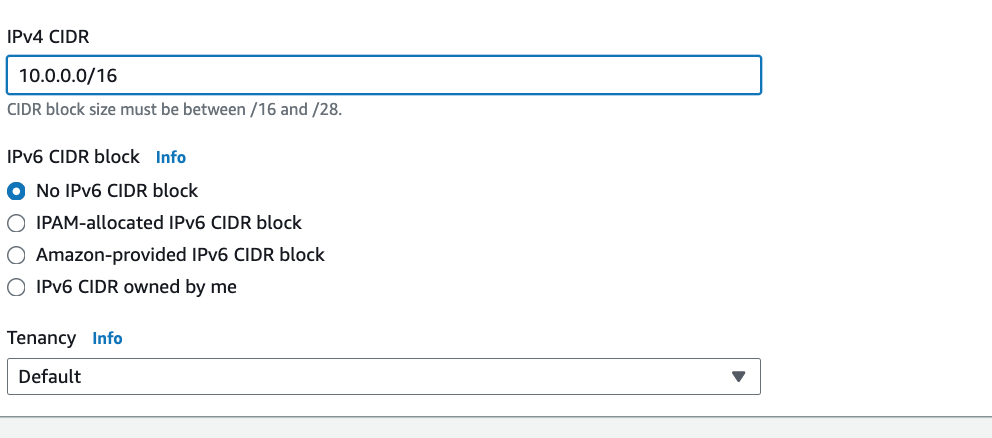 IPv4 CIDR
10.0.0.0/16
CIDR block size must be between /16 and /28.
IPv6 CIDR block Info
No IPv6 CIDR block
IPAM-allocated IPv6 CIDR block
Amazon-provided IPv6 CIDR block
IPv6 CIDR owned by me
Tenancy Info
Default